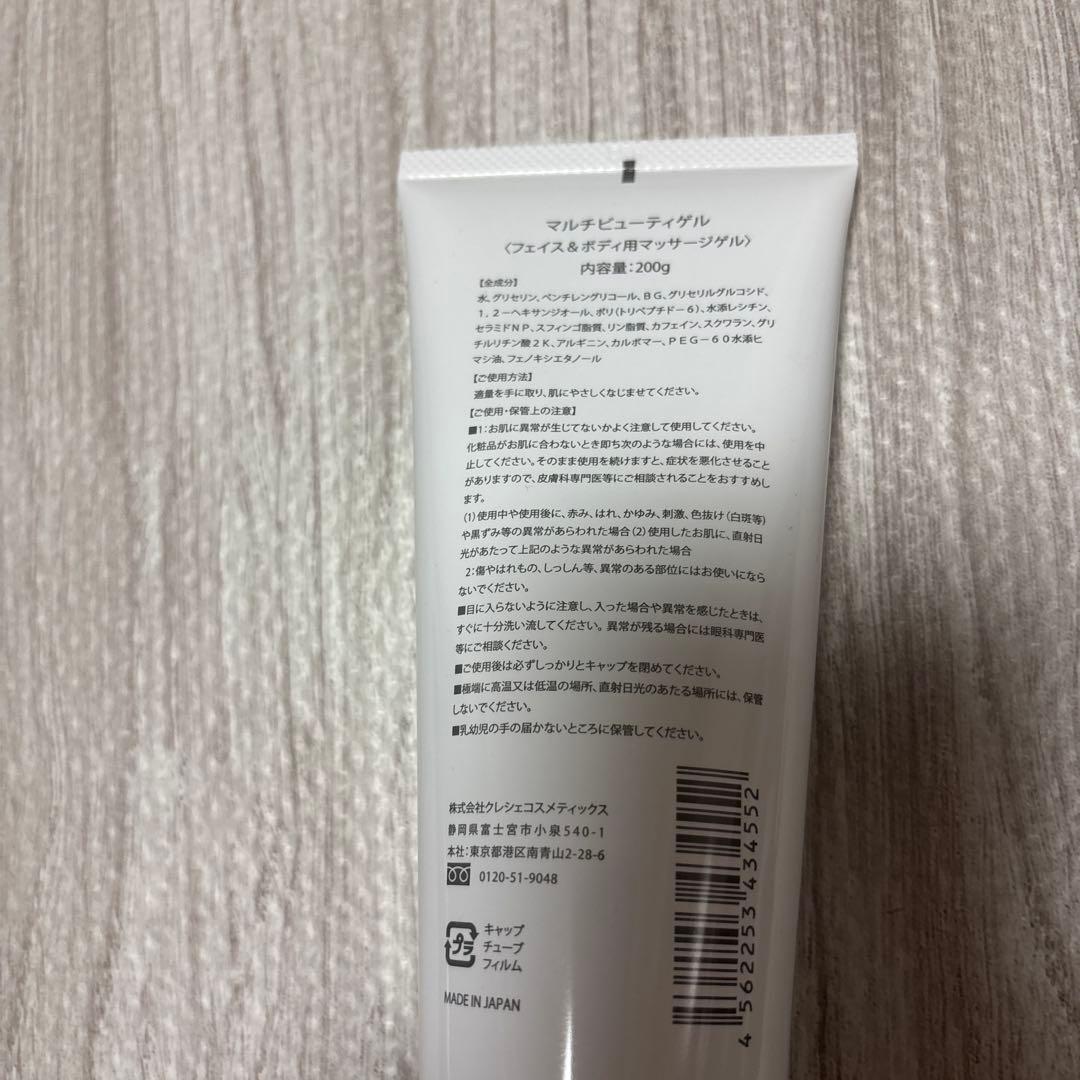 マルチビューティゲル
〈フェイス＆ボディ用マッサージゲル〉
内容量：200g
【全成分】
水、グリセリン、ペンチレングリコール、ＢＧ、グリセリルグルコシド、
１，２－ヘキサンジオール、ポリ（トリペプチド－６）、水添レシチン、
セラミドＮＰ、スフィンゴ脂質、リン脂質、カフェイン、スクワラン、グリ
チルリチン酸２Ｋ、アルギニン、カルボマー、ＰＥＧ－６０水添ヒ
マシ油、フェノキシエタノール
【ご使用方法】
適量を手に取り、肌にやさしくなじませてください。
【ご使用・保管上の注意】
■1：お肌に異常が生じてないかよく注意して使用してください。
化粧品がお肌に合わないとき即ち次のような場合には、使用を中
止してください。そのまま使用を続けますと、症状を悪化させること
がありますので、皮膚科専門医等にご相談されることをおすすめし
ます。
（1）使用中や使用後に、赤み、はれ、かゆみ、刺激、色抜け（白斑等）
や黒ずみ等の異常があらわれた場合（2）使用したお肌に、直射日
光があたって上記のような異常があらわれた場合
2：傷やはれもの、しっしん等、異常のある部位にはお使いになら
ないでください。
■目に入らないように注意し、入った場合や異常を感じたときは、
すぐに十分洗い流してください。異常が残る場合には眼科専門医
等にご相談ください。
■ご使用後は必ずしっかりとキャップを閉めてください。
■極端に高温又は低温の場所、直射日光のあたる場所には、保管
しないでください。
■乳幼児の手の届かないところに保管してください。
株式会社クレシェコスメティックス
静岡県富士宮市小泉540-1
本社：東京都港区南青山2-28-6
0120-51-9048
プラ
キャップ
チューブ
フィルム
MADE IN JAPAN
4562253434552